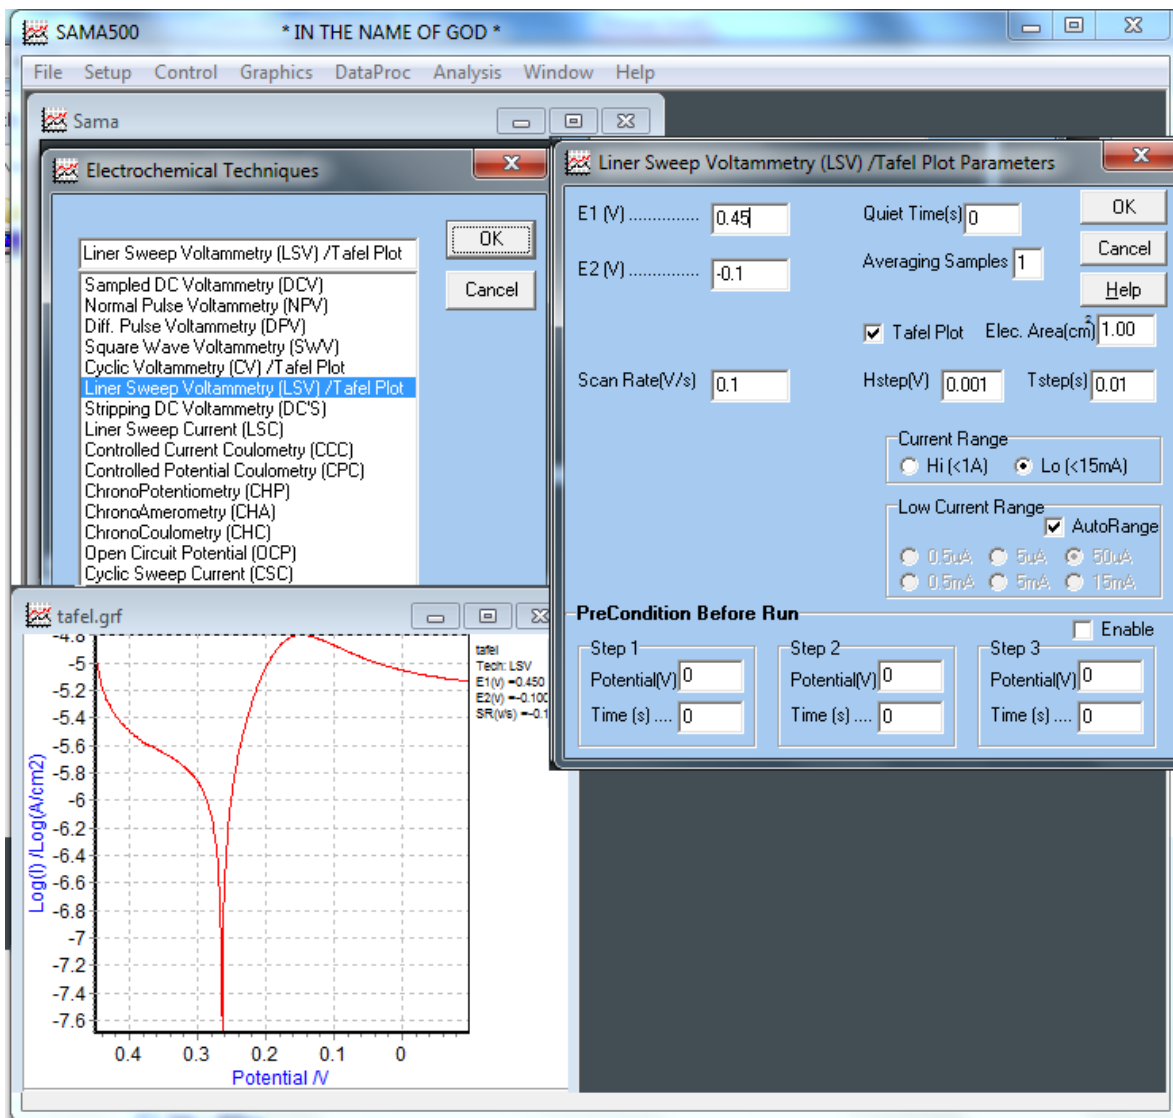 SAMA500 * IN THE NAME OF GOD *
File Setup Control Graphics DataProc Analysis Window Help
Sama
Electrochemical Techniques
OK
Cancel
Liner Sweep Voltammetry (LSV) /Tafel Plot
Sampled DC Voltammetry (DCV)
Normal Pulse Voltammetry (NPV)
Diff. Pulse Voltammetry (DPV)
Square Wave Voltammetry (SWV)
Cyclic Voltammetry (CV) /Tafel Plot
Liner Sweep Voltammetry (LSV) /Tafel Plot
Stripping DC Voltammetry (DC'S)
Liner Sweep Current (LSC)
Controlled Current Coulometry (CCC)
Controlled Potential Coulometry (CPC)
ChronoPotentiometry (CHP)
ChronoAmerometry (CHA)
ChronoCoulometry (CHC)
Open Circuit Potential (OCP)
Cyclic Sweep Current (CSC)
Liner Sweep Voltammetry (LSV) /Tafel Plot Parameters
E1 (V) ............... 0.45
Quiet Time(s) 0
OK
E2 (V) ............... -0.1
Averaging Samples 1
Cancel
Help
Tafel Plot Elec. Area(cm2) 1.00
Scan Rate(V/s) 0.1
Hstep(V) 0.001 Tstep(s) 0.01
Current Range
Hi (<1A) Lo (<15mA)
Low Current Range
AutoRange
0.5uA 5uA 50uA
0.5mA 5mA 15mA
PreCondition Before Run
Enable
Step 1 Step 2 Step 3
Potential(V) 0 Potential(V) 0 Potential(V) 0
Time (s) .... 0 Time (s) .... 0 Time (s) .... 0
tafel.grf
tafel
Tech: LSV
E1(v) =0.450
E2(v) =-0.100
SR(v/s) =-0.1
Log(I) /Log(A/cm2)
-4.8
-5
-5.2
-5.4
-5.6
-5.8
-6
-6.2
-6.4
-6.6
-6.8
-7
-7.2
-7.4
-7.6
0.4 0.3 0.2 0.1 0
Potential /V